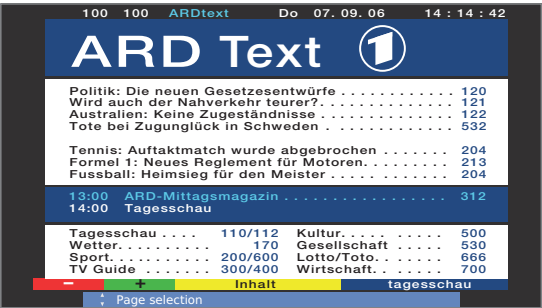 100 100 ARDtext Do 07. 09. 06 14 : 14 : 42
ARD Text 1
Politik: Die neuen Gesetzesentwürfe . . . . . . . . . . . . 120
Wird auch der Nahverkehr teurer?. . . . . . . . . . . . . . 121
Australien: Keine Zugeständnisse . . . . . . . . . . . . . . 122
Tote bei Zugunglück in Schweden . . . . . . . . . . . . . 532
Tennis: Auftaktmatch wurde abgebrochen . . . . . . . 204
Formel 1: Neues Reglement für Motoren. . . . . . . . . 213
Fussball: Heimsieg für den Meister . . . . . . . . . . . . . 204
13:00 ARD-Mittagsmagazin . . . . . . . . . . . . . . . . . 312
14:00 Tagesschau
Tagesschau . . . . 110/112 Kultur. . . . . . . . . . 500
Wetter. . . . . . . . . . 170 Gesellschaft . . . . . 530
Sport. . . . . . . . 200/600 Lotto/Toto. . . . . . . 666
TV Guide . . . . . 300/400 Wirtschaft. . . . . . . 700
− + Inhalt tagesschau
Page selection